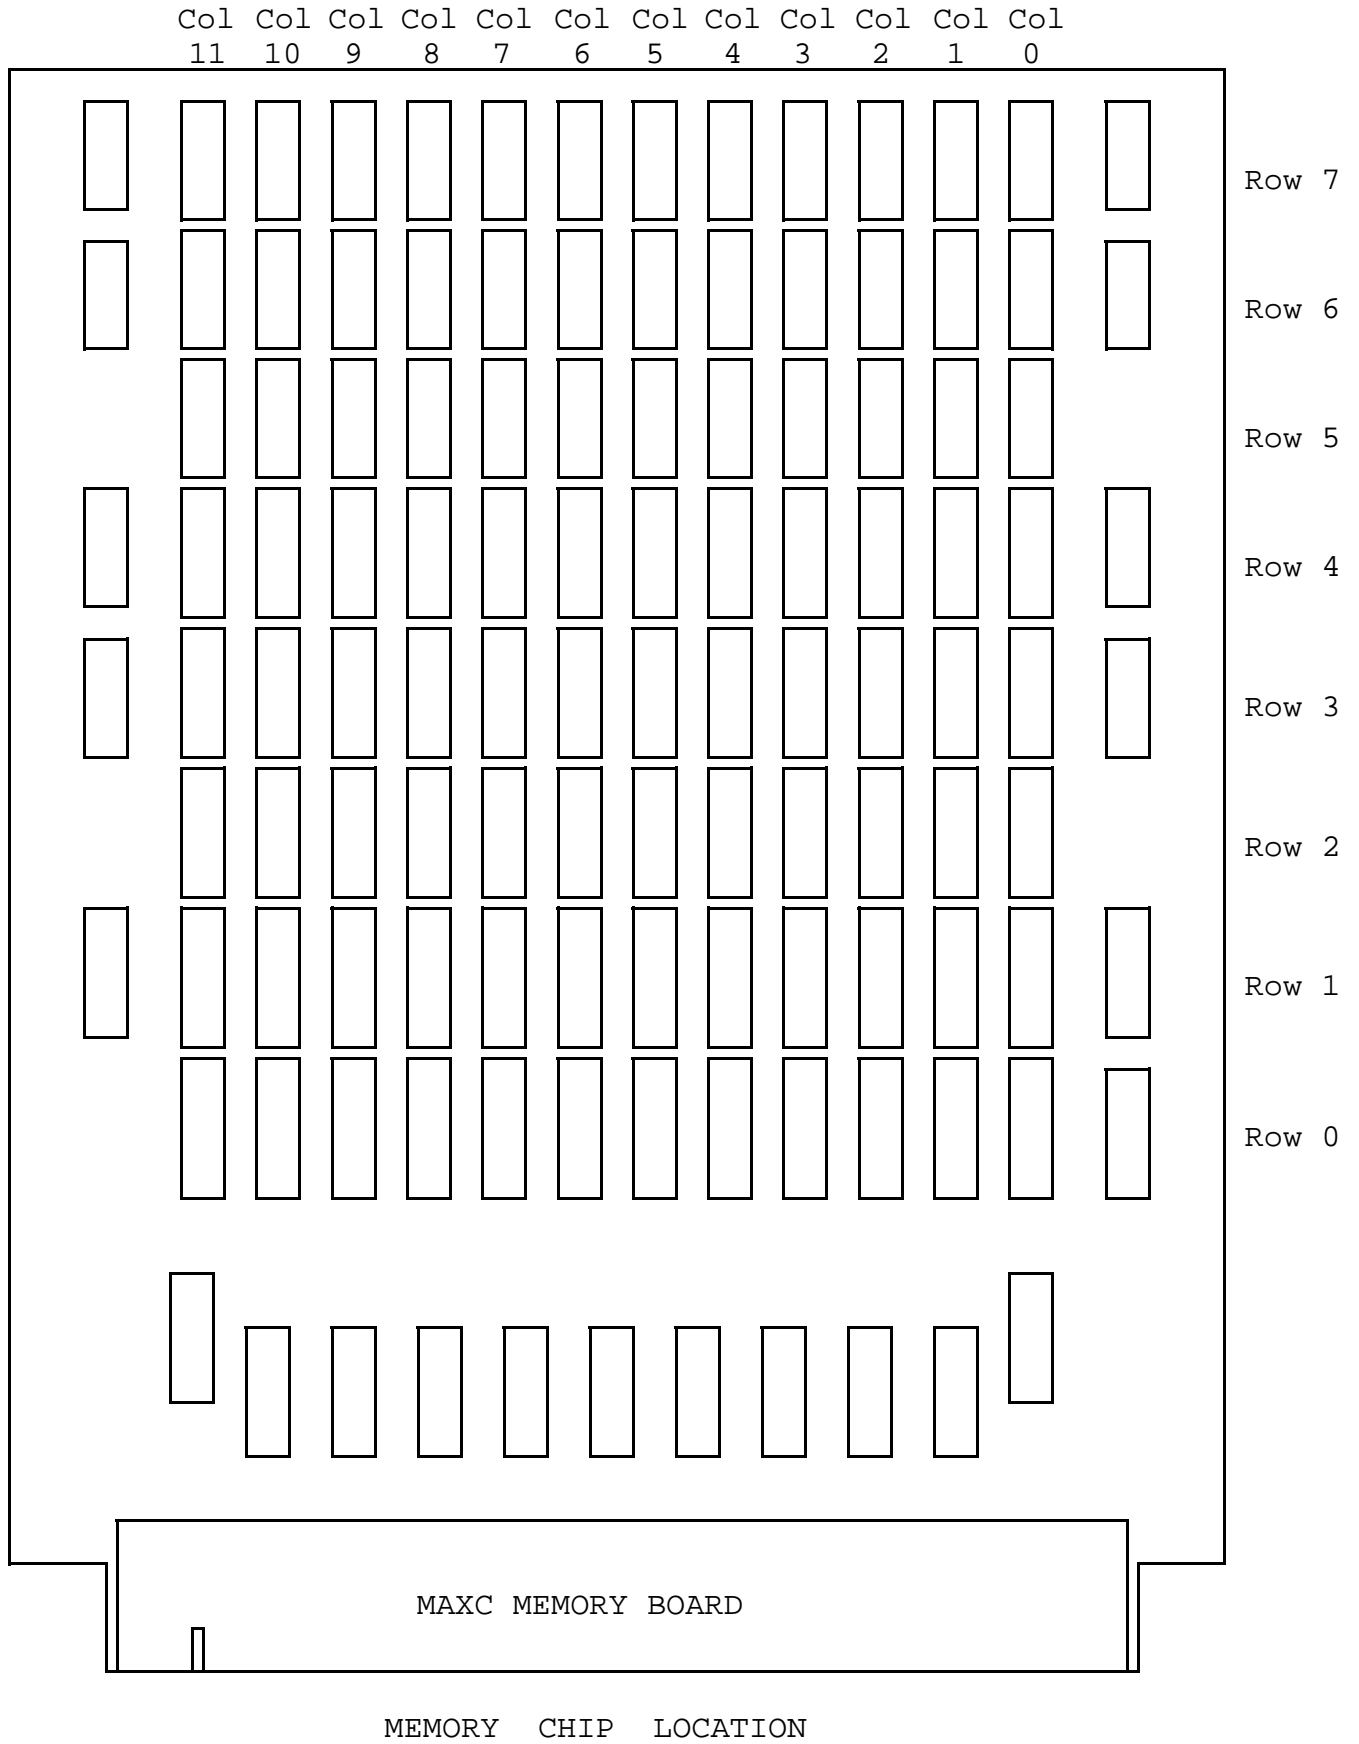 Col Col Col Col Col Col Col Col Col Col Col Col
11 10 9 8 7 6 5 4 3 2 1 0
Row 7
Row 6
Row 5
Row 4
Row 3
Row 2
Row 1
Row 0
MAXC MEMORY BOARD
MEMORY CHIP LOCATION